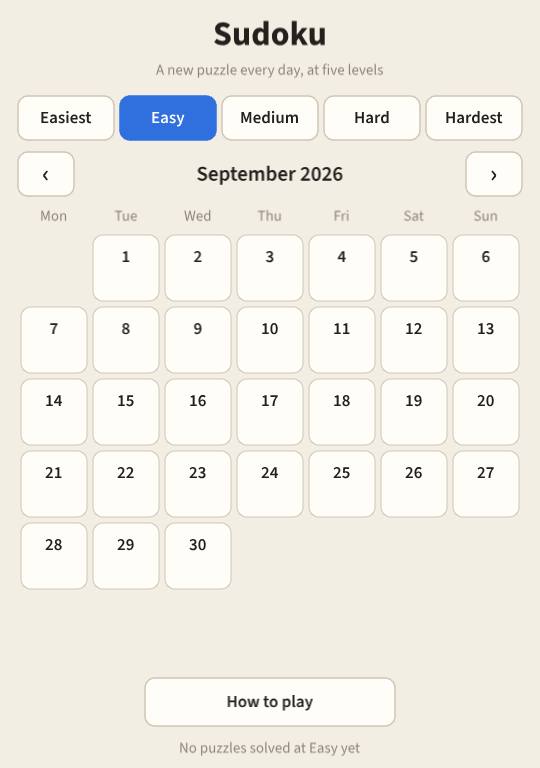 Sudoku
A new puzzle every day, at five levels
Easiest Easy Medium Hard Hardest
‹ September 2026 ›
Mon Tue Wed Thu Fri Sat Sun
1 2 3 4 5 6
7 8 9 10 11 12 13
14 15 16 17 18 19 20
21 22 23 24 25 26 27
28 29 30
How to play
No puzzles solved at Easy yet